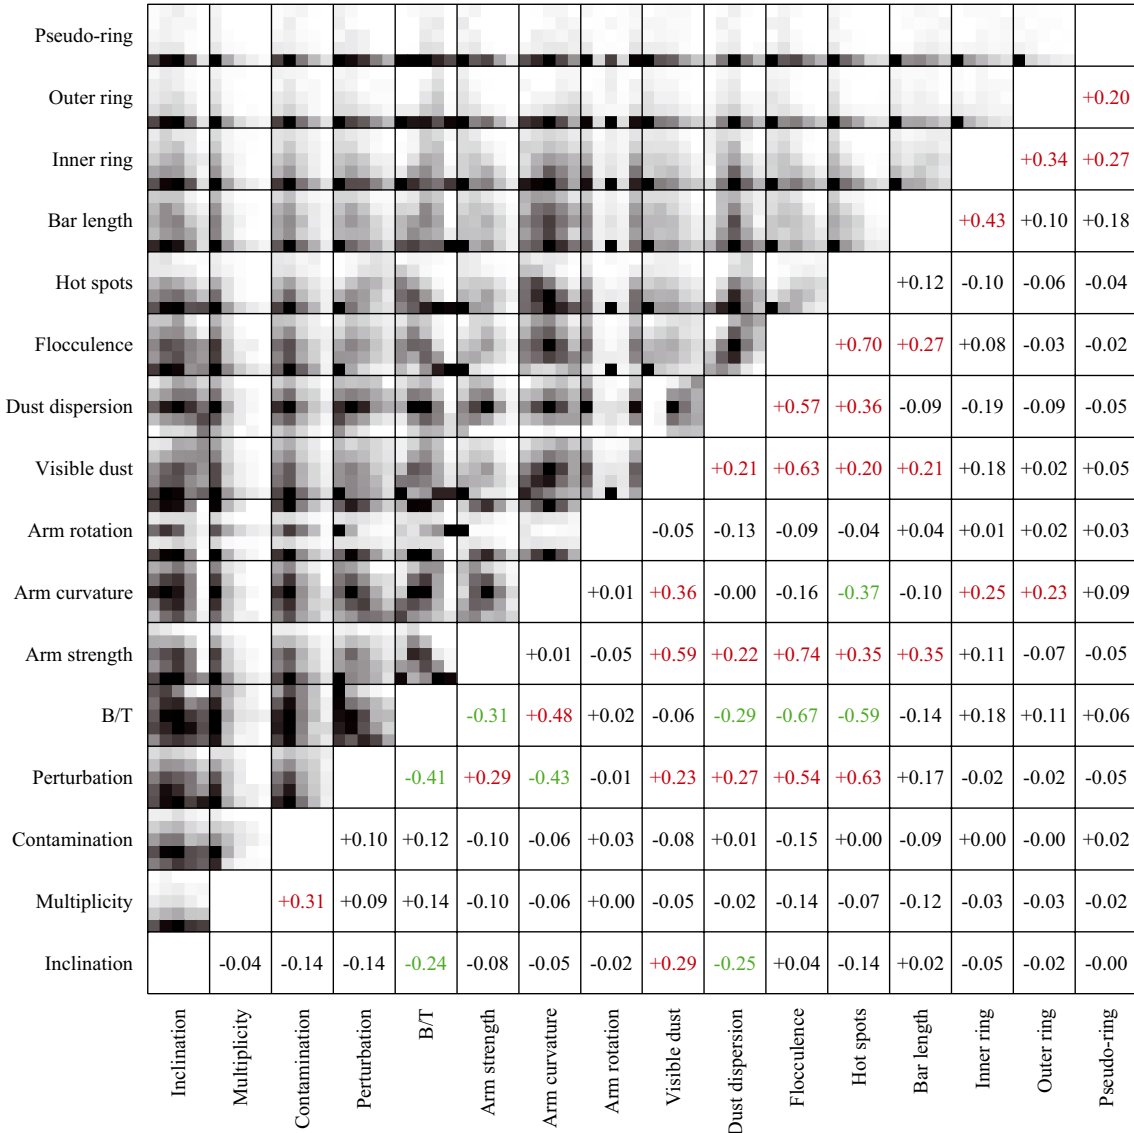 Pseudo-ring
Outer ring +0.20
Inner ring +0.34 +0.27
Bar length +0.43 +0.10 +0.18
Hot spots +0.12 -0.10 -0.06 -0.04
Flocculence +0.70 +0.27 +0.08 -0.03 -0.02
Dust dispersion +0.57 +0.36 -0.09 -0.19 -0.09 -0.05
Visible dust +0.21 +0.63 +0.20 +0.21 +0.18 +0.02 +0.05
Arm rotation -0.05 -0.13 -0.09 -0.04 +0.04 +0.01 +0.02 +0.03
Arm curvature +0.01 +0.36 -0.00 -0.16 -0.37 -0.10 +0.25 +0.23 +0.09
Arm strength +0.01 -0.05 +0.59 +0.22 +0.74 +0.35 +0.35 +0.11 -0.07 -0.05
B/T -0.31 +0.48 +0.02 -0.06 -0.29 -0.67 -0.59 -0.14 +0.18 +0.11 +0.06
Perturbation -0.41 +0.29 -0.43 -0.01 +0.23 +0.27 +0.54 +0.63 +0.17 -0.02 -0.02 -0.05
Contamination +0.10 +0.12 -0.10 -0.06 +0.03 -0.08 +0.01 -0.15 +0.00 -0.09 +0.00 -0.00 +0.02
Multiplicity +0.31 +0.09 +0.14 -0.10 -0.06 +0.00 -0.05 -0.02 -0.14 -0.07 -0.12 -0.03 -0.03 -0.02
Inclination -0.04 -0.14 -0.14 -0.24 -0.08 -0.05 -0.02 +0.29 -0.25 +0.04 -0.14 +0.02 -0.05 -0.02 -0.00
Inclination
Multiplicity
Contamination
Perturbation
B/T
Arm strength
Arm curvature
Arm rotation
Visible dust
Dust dispersion
Flocculence
Hot spots
Bar length
Inner ring
Outer ring
Pseudo-ring